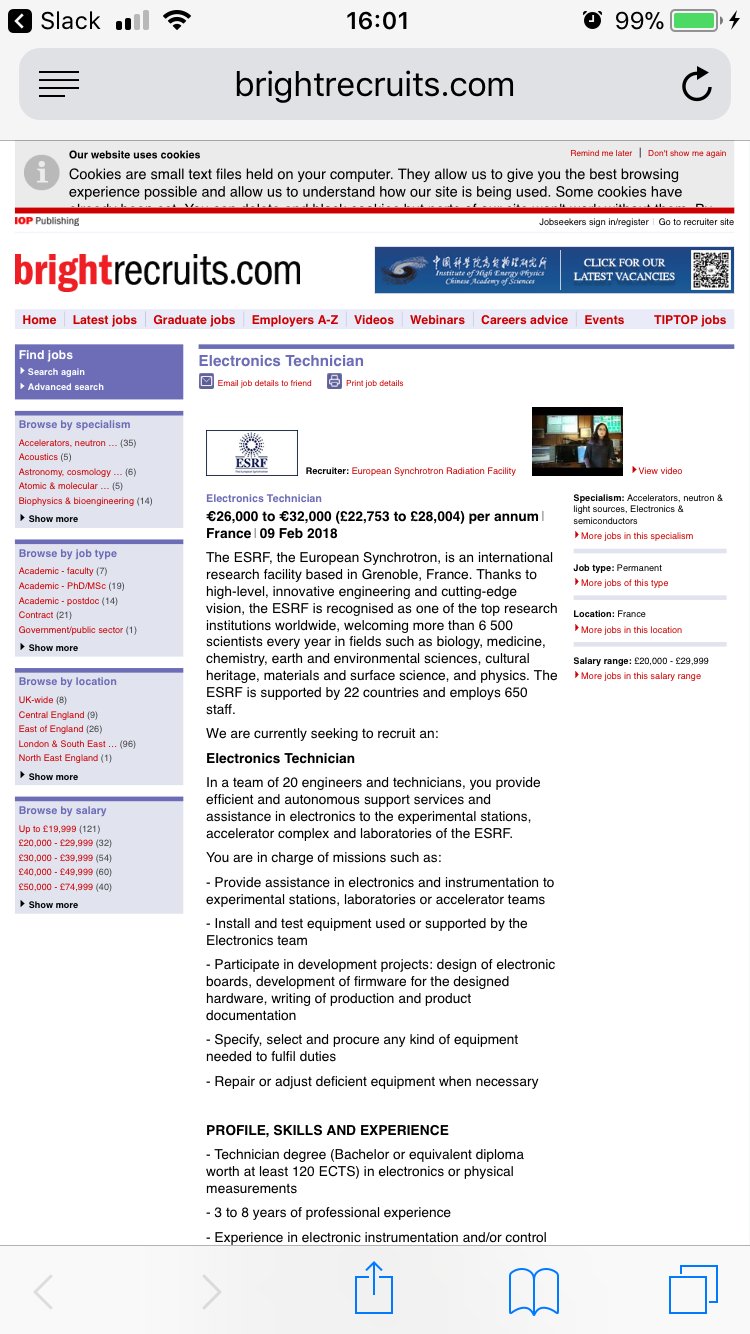 Slack
16:01
99%
brightrecruits.com
Our website uses cookies
Remind me later | Don't show me again
Cookies are small text files held on your computer. They allow us to give you the best browsing
experience possible and allow us to understand how our site is being used. Some cookies have
IOP Publishing
Jobseekers sign in/register | Go to recruiter site
brightrecruits.com
中国科学院高能物理研究所
Institute of High Energy Physics
Chinese Academy of Sciences
CLICK FOR OUR
LATEST VACANCIES
Home
Latest jobs
Graduate jobs
Employers A-Z
Videos
Webinars
Careers advice
Events
TIPTOP jobs
Find jobs
Search again
Advanced search
Browse by specialism
Accelerators, neutron ... (35)
Acoustics (5)
Astronomy, cosmology ... (6)
Atomic & molecular ... (5)
Biophysics & bioengineering (14)
Show more
Browse by job type
Academic - faculty (7)
Academic - PhD/MSc (19)
Academic - postdoc (14)
Contract (21)
Government/public sector (1)
Show more
Browse by location
UK-wide (8)
Central England (9)
East of England (26)
London & South East ... (96)
North East England (1)
Show more
Browse by salary
Up to £19,999 (121)
£20,000 - £29,999 (32)
£30,000 - £39,999 (54)
£40,000 - £49,999 (60)
£50,000 - £74,999 (40)
Show more
Electronics Technician
Email job details to friend
Print job details
ESRF
Recruiter: European Synchrotron Radiation Facility
View video
Electronics Technician
€26,000 to €32,000 (£22,753 to £28,004) per annum |
France | 09 Feb 2018
The ESRF, the European Synchrotron, is an international
research facility based in Grenoble, France. Thanks to
high-level, innovative engineering and cutting-edge
vision, the ESRF is recognised as one of the top research
institutions worldwide, welcoming more than 6 500
scientists every year in fields such as biology, medicine,
chemistry, earth and environmental sciences, cultural
heritage, materials and surface science, and physics. The
ESRF is supported by 22 countries and employs 650
staff.
We are currently seeking to recruit an:
Electronics Technician
In a team of 20 engineers and technicians, you provide
efficient and autonomous support services and
assistance in electronics to the experimental stations,
accelerator complex and laboratories of the ESRF.
You are in charge of missions such as:
- Provide assistance in electronics and instrumentation to
experimental stations, laboratories or accelerator teams
- Install and test equipment used or supported by the
Electronics team
- Participate in development projects: design of electronic
boards, development of firmware for the designed
hardware, writing of production and product
documentation
- Specify, select and procure any kind of equipment
needed to fulfil duties
- Repair or adjust deficient equipment when necessary
PROFILE, SKILLS AND EXPERIENCE
- Technician degree (Bachelor or equivalent diploma
worth at least 120 ECTS) in electronics or physical
measurements
- 3 to 8 years of professional experience
- Experience in electronic instrumentation and/or control
Specialism: Accelerators, neutron &
light sources, Electronics &
semiconductors
More jobs in this specialism
Job type: Permanent
More jobs of this type
Location: France
More jobs in this location
Salary range: £20,000 - £29,999
More jobs in this salary range